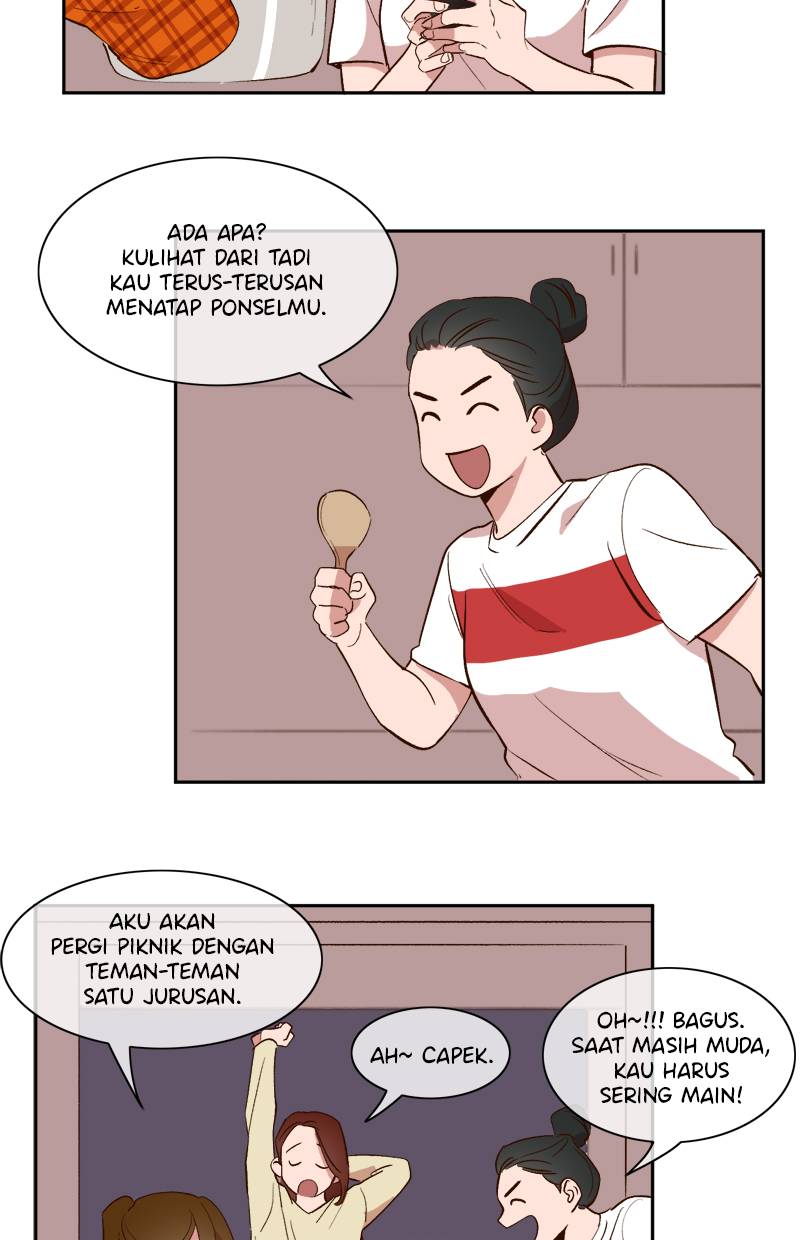 ADA APA?
KULIHAT DARI TADI
KAU TERUS-TERUSAN
MENATAP PONSELMU.
AKU AKAN
PERGI PIKNIK DENGAN
TEMAN-TEMAN
SATU JURUSAN.
AH~ CAPEK.
OH~!!! BAGUS.
SAAT MASIH MUDA,
KAU HARUS
SERING MAIN!